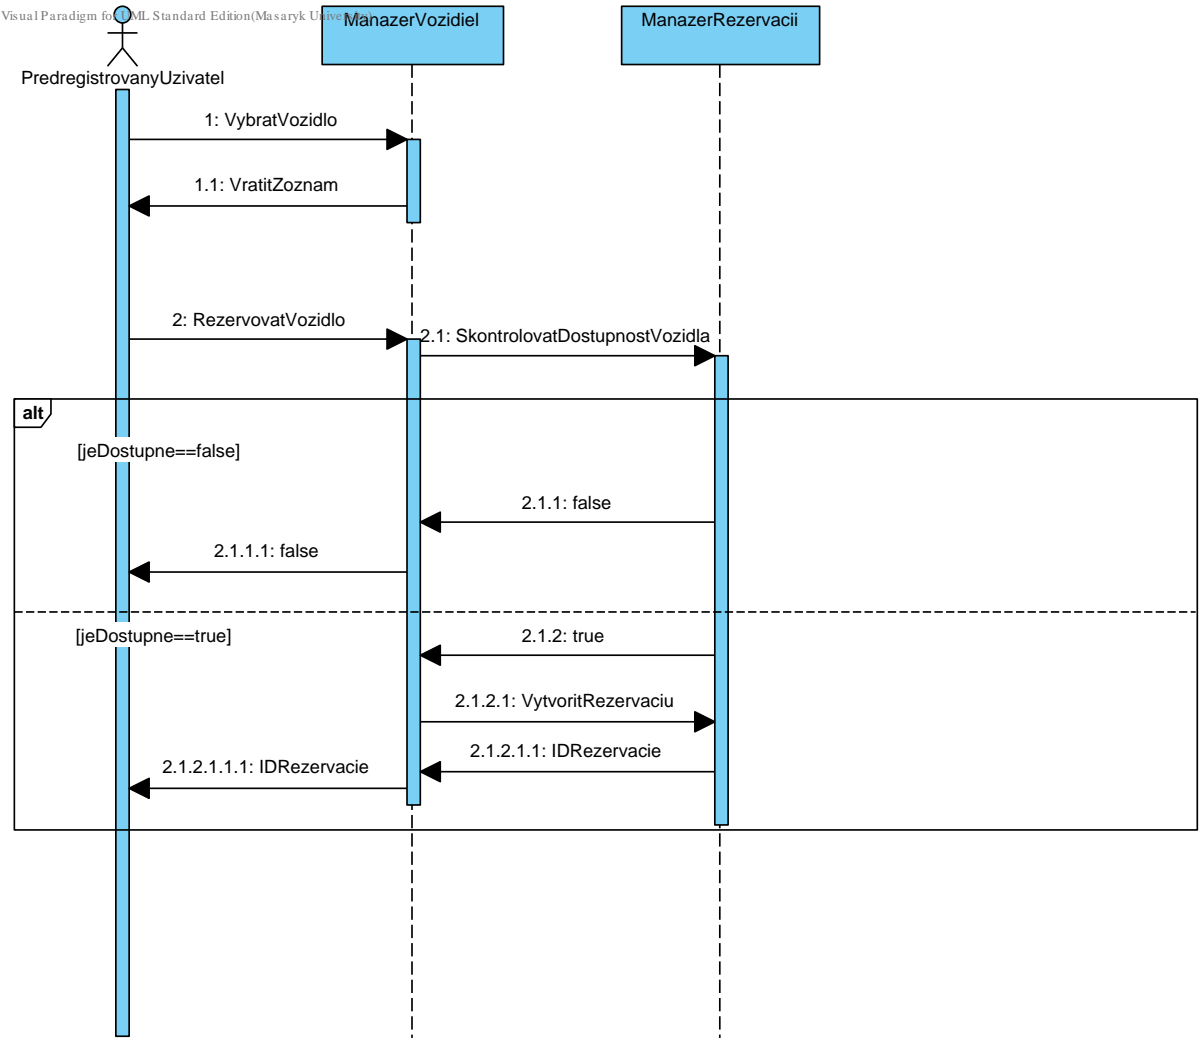 Visual Paradigm for UML Standard Edition(Masaryk University)
ManazerVozidiel
ManazerRezervacii
PredregistrovanyUzivatel
1: VybratVozidlo
1.1: VratitZoznam
2: RezervovatVozidlo
2.1: SkontrolovatDostupnostVozidla
alt
[jeDostupne==false]
2.1.1: false
2.1.1.1: false
[jeDostupne==true]
2.1.2: true
2.1.2.1: VytvoritRezervaciu
2.1.2.1.1: IDRezervacie
2.1.2.1.1.1: IDRezervacie